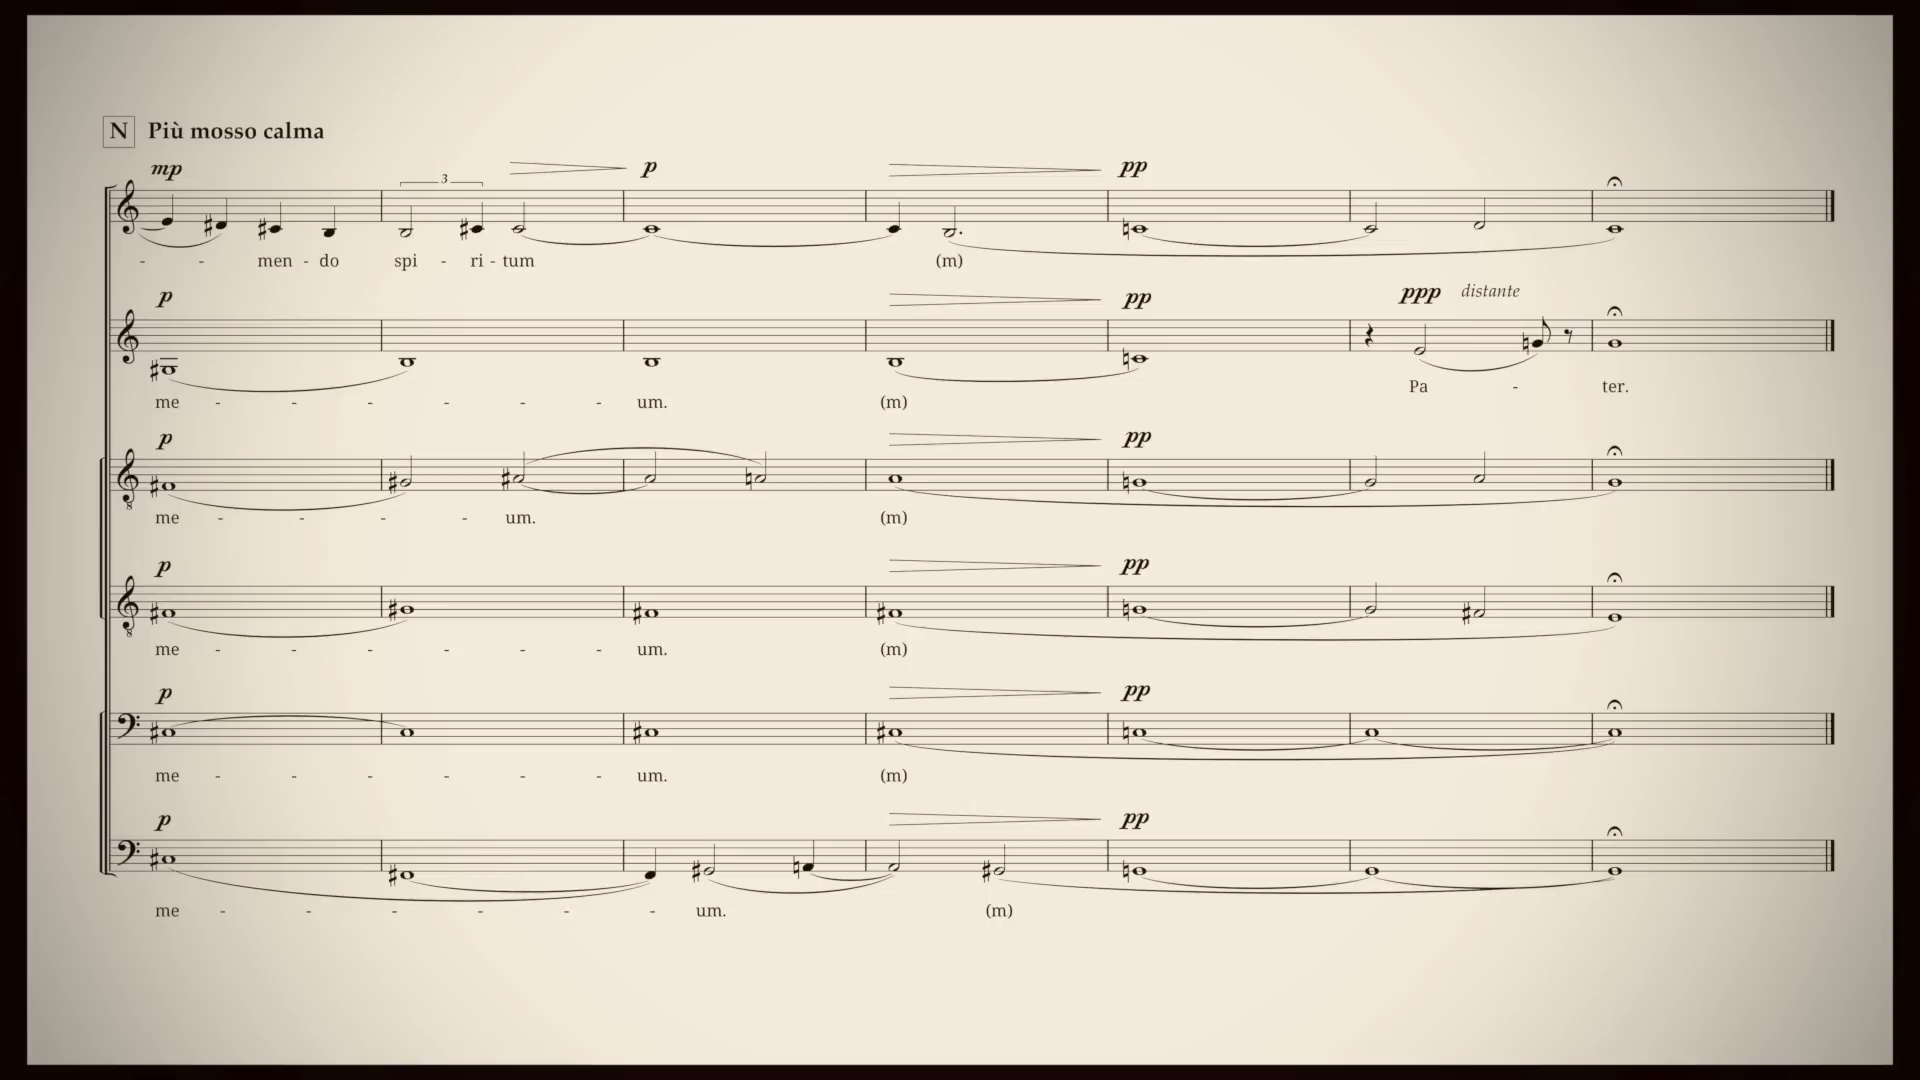 N Più mosso calma
mp p pp
3
- - men - do spi - ri - tum (m)
p pp ppp distante
me - - - - - - um. (m) Pa - ter.
p pp
me - - - - um. (m)
p pp
me - - - - - - um. (m)
p pp
me - - - - - - um. (m)
p pp
me - - - - - - um. (m)